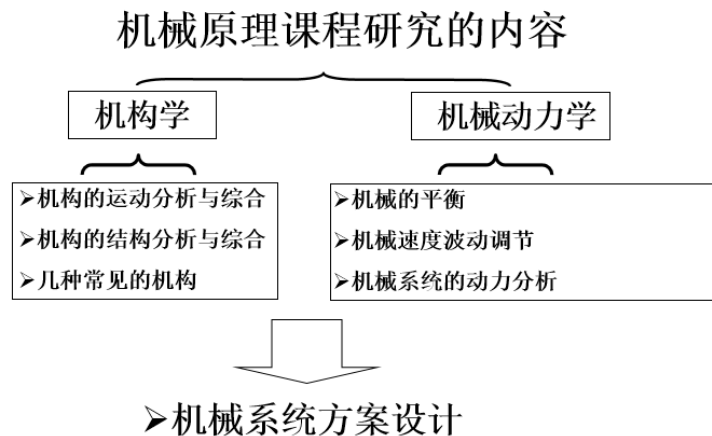 机械原理课程研究的内容
机构学
机械动力学
➢机构的运动分析与综合
➢机构的结构分析与综合
➢几种常见的机构
➢机械的平衡
➢机械速度波动调节
➢机械系统的动力分析
➢机械系统方案设计